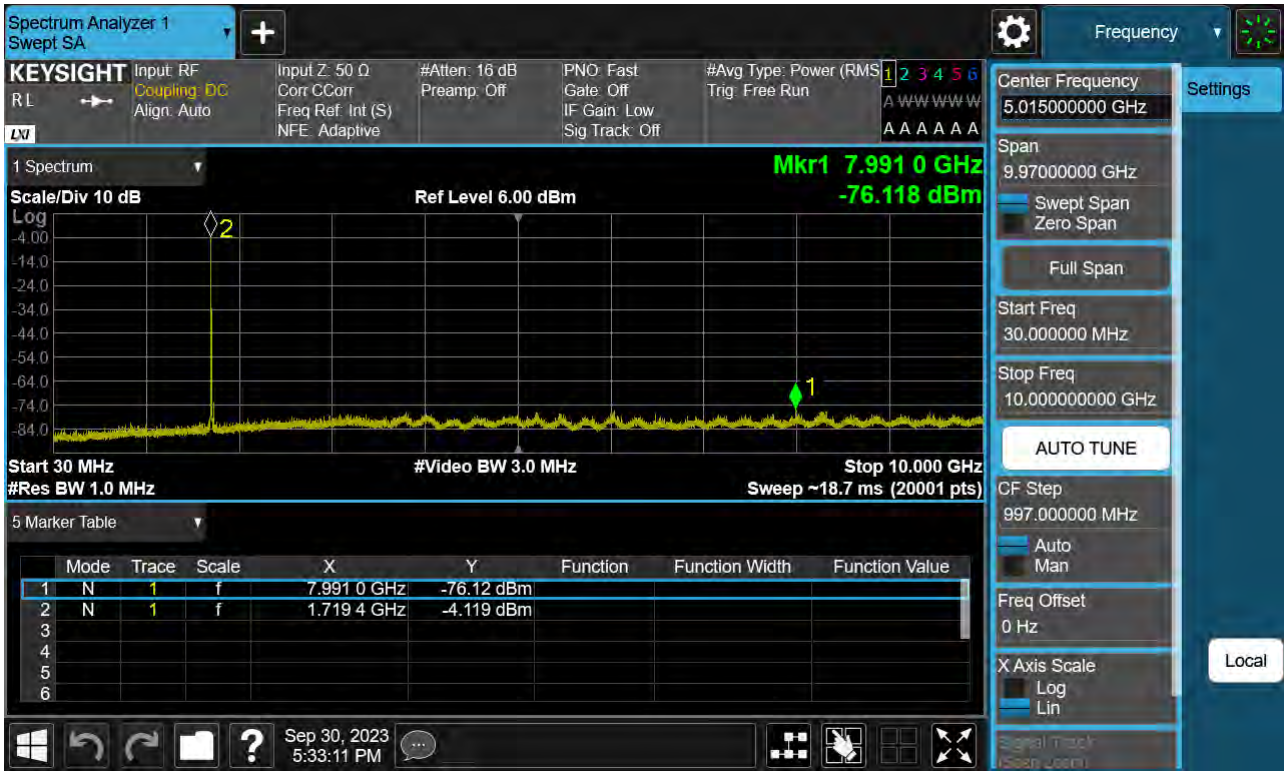 Spectrum Analyzer 1
Swept SA
+
Frequency
KEYSIGHT
RL
LXI
Input: RF
Coupling: DC
Align: Auto
Input Z: 50 Ω
Corr CCorr
Freq Ref: Int (S)
NFE: Adaptive
#Atten: 16 dB
Preamp: Off
PNO: Fast
Gate: Off
IF Gain: Low
Sig Track: Off
#Avg Type: Power (RMS
Trig: Free Run
1 2 3 4 5 6
A W W W W W
A A A A A A
1 Spectrum
Mkr1 7.991 0 GHz
-76.118 dBm
Scale/Div 10 dB
Ref Level 6.00 dBm
Log
-4.00
-14.0
-24.0
-34.0
-44.0
-54.0
-64.0
-74.0
-84.0
2
1
Start 30 MHz
#Video BW 3.0 MHz
Stop 10.000 GHz
#Res BW 1.0 MHz
Sweep ~18.7 ms (20001 pts)
5 Marker Table
Mode Trace Scale X Y Function Function Width Function Value
1 N 1 f 7.991 0 GHz -76.12 dBm
2 N 1 f 1.719 4 GHz -4.119 dBm
3
4
5
6
Center Frequency
5.015000000 GHz
Span
9.97000000 GHz
Swept Span
Zero Span
Full Span
Start Freq
30.000000 MHz
Stop Freq
10.000000000 GHz
AUTO TUNE
CF Step
997.000000 MHz
Auto
Man
Freq Offset
0 Hz
X Axis Scale
Log
Lin
Signal Track
(Span Zoom)
Settings
Local
?
Sep 30, 2023
5:33:11 PM